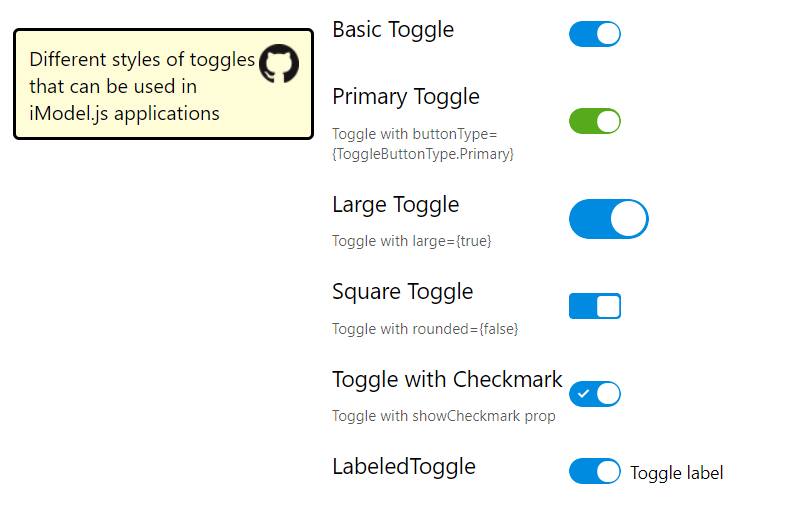 Different styles of toggles
that can be used in
iModel.js applications
Basic Toggle
Primary Toggle
Toggle with buttonType=
{ToggleButtonType.Primary}
Large Toggle
Toggle with large={true}
Square Toggle
Toggle with rounded={false}
Toggle with Checkmark
Toggle with showCheckmark prop
LabeledToggle
Toggle label